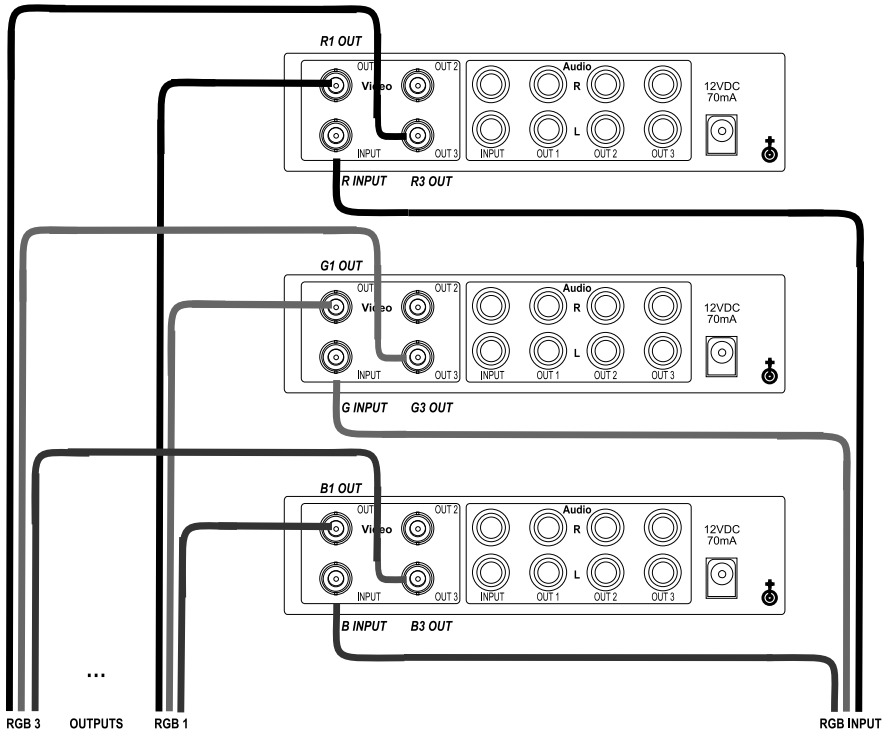 R1 OUT
OUT
OUT 2
Video
INPUT
OUT 3
Audio
R
L
INPUT
OUT 1
OUT 2
OUT 3
12VDC
70mA
R INPUT
R3 OUT
G1 OUT
OUT
OUT 2
Video
INPUT
OUT 3
Audio
R
L
INPUT
OUT 1
OUT 2
OUT 3
12VDC
70mA
G INPUT
G3 OUT
B1 OUT
OUT
OUT 2
Video
INPUT
OUT 3
Audio
R
L
INPUT
OUT 1
OUT 2
OUT 3
12VDC
70mA
B INPUT
B3 OUT
...
RGB 3
OUTPUTS
RGB 1
RGB INPUT